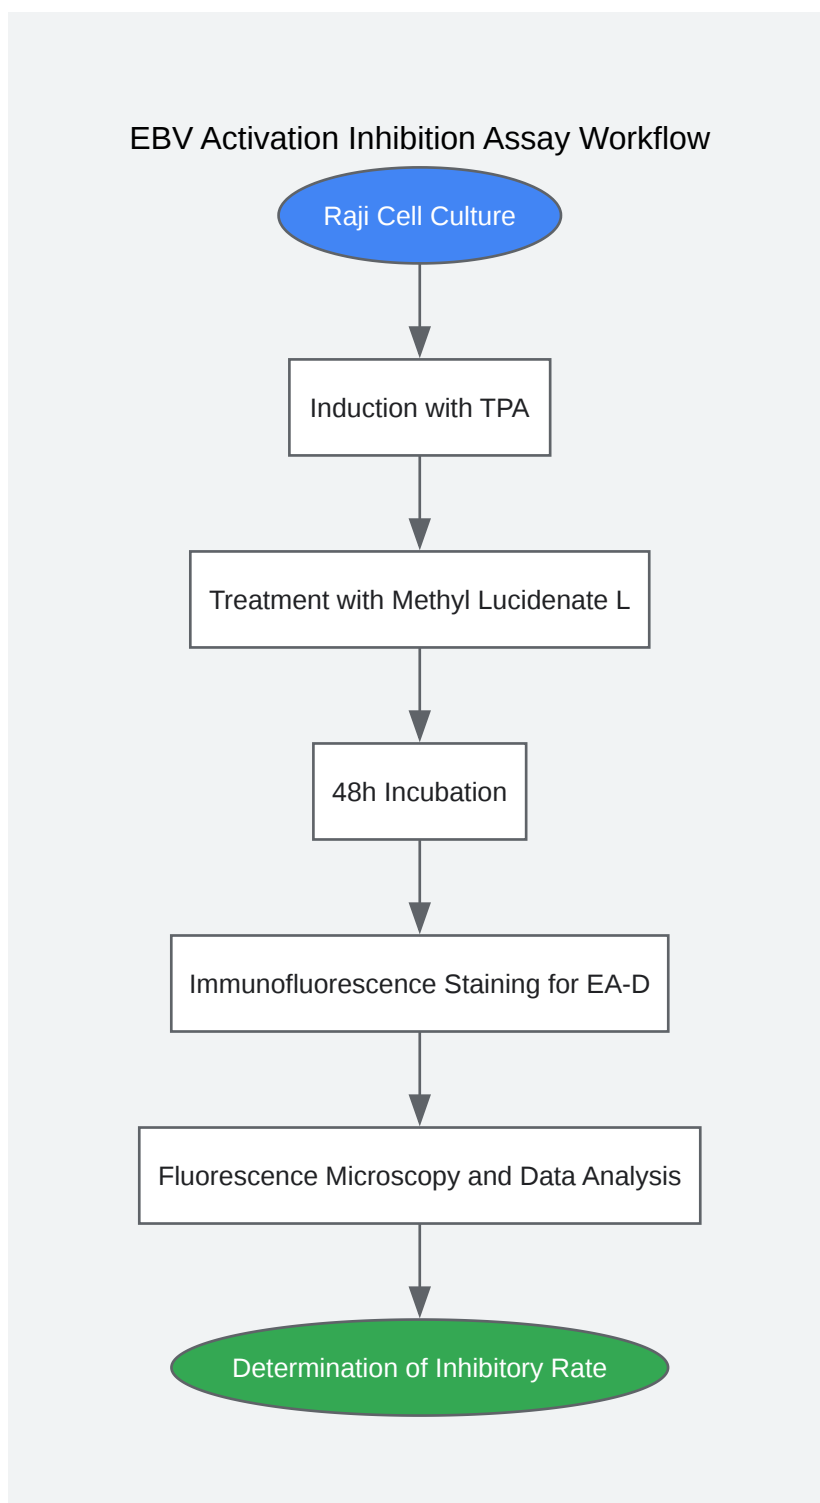 EBV Activation Inhibition Assay Workflow
Raji Cell Culture
Induction with TPA
Treatment with Methyl Lucidenate L
48h Incubation
Immunofluorescence Staining for EA-D
Fluorescence Microscopy and Data Analysis
Determination of Inhibitory Rate